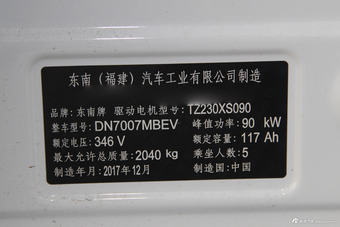 东南（福建）汽车工业有限公司制造
品牌：东南牌 驱动电机型号：TZ230XS090
整车型号：DN7007MBEV 峰值功率：90 kW
额定电压：346 V 额定容量：117 Ah
最大允许总质量：2040 kg 乘坐人数：5
制造年月：2017年12月 制造国：中国